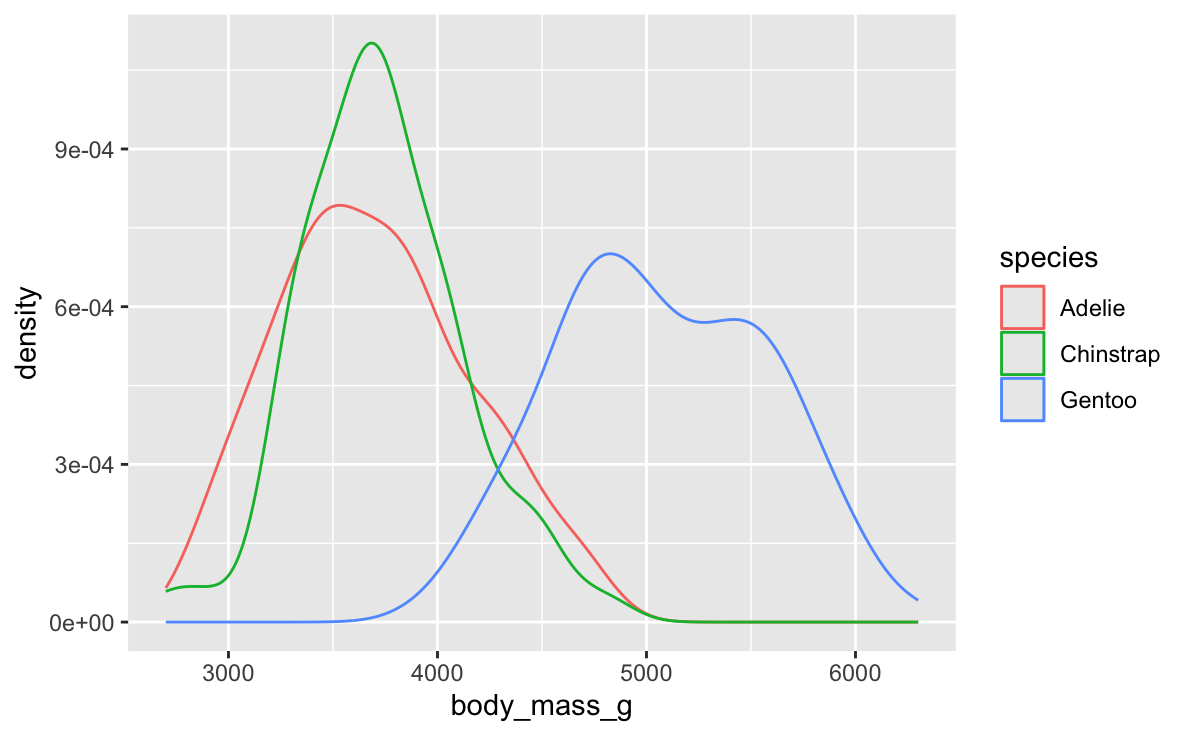 density
9e-04
6e-04
3e-04
0e+00
3000 4000 5000 6000
body_mass_g
species
Adelie
Chinstrap
Gentoo